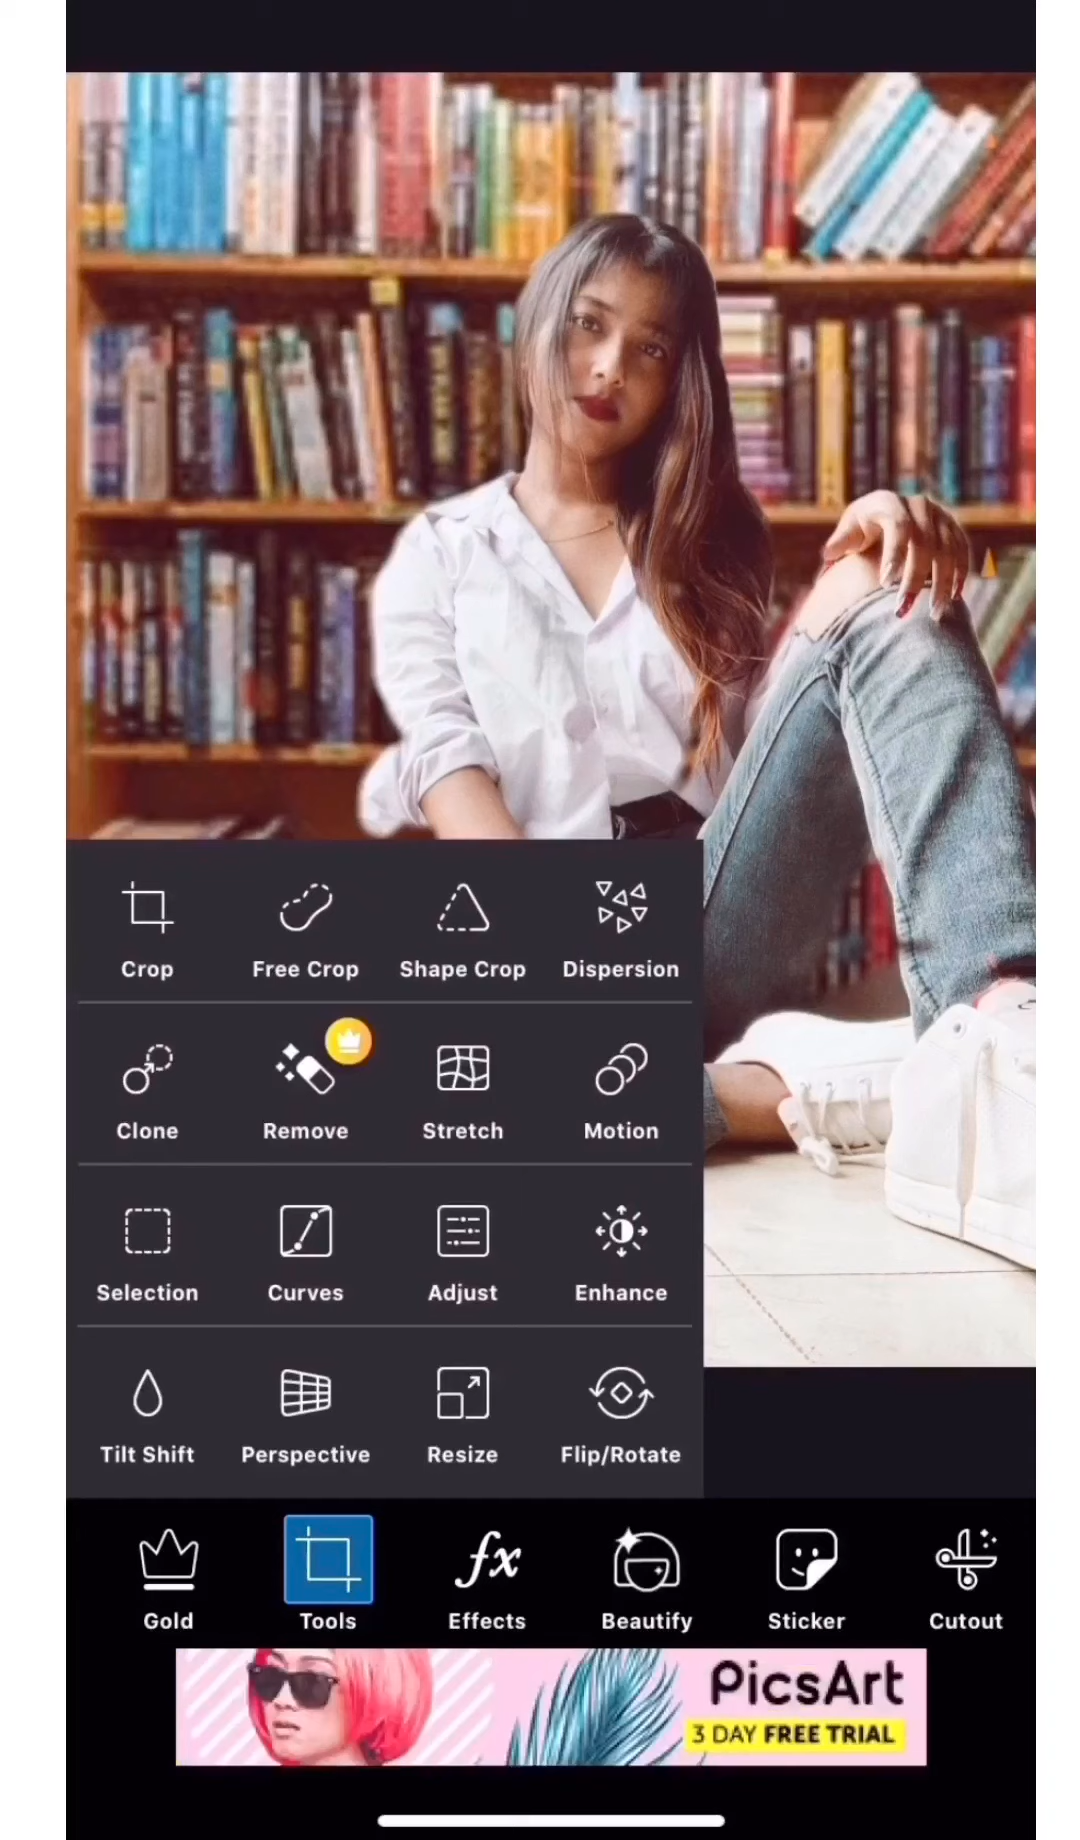 Crop Free Crop Shape Crop Dispersion
Clone Remove Stretch Motion
Selection Curves Adjust Enhance
Tilt Shift Perspective Resize Flip/Rotate
fx
Gold Tools Effects Beautify Sticker Cutout
PicsArt
3 DAY FREE TRIAL